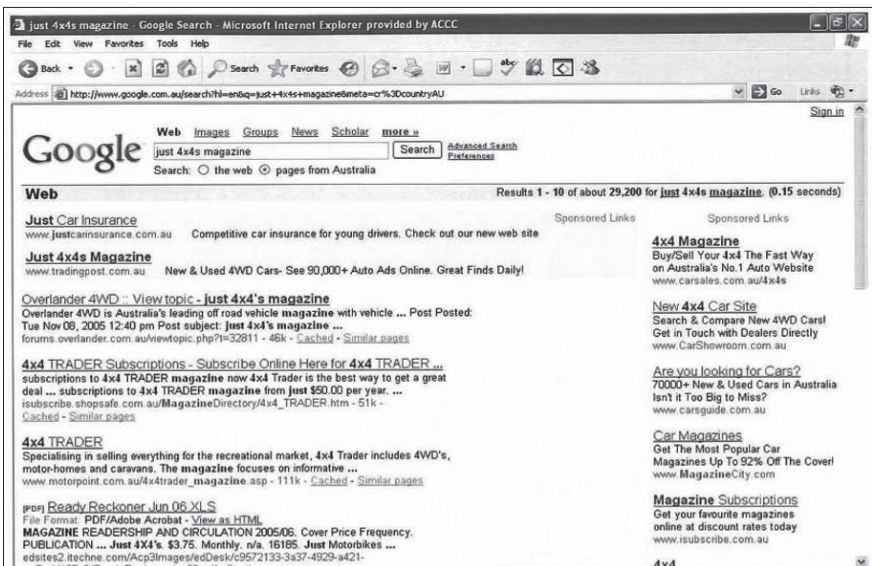 just 4x4s magazine - Google Search - Microsoft Internet Explorer provided by ACCC
File Edit View Favorites Tools Help
Back Search Favorites
Address http://www.google.com.au/search?hl=en&q=just+4x4s+magazine&meta=cr%3DcountryAU Go Links
Sign in
Google
Web Images Groups News Scholar more »
just 4x4s magazine Search Advanced Search
Preferences
Search: the web pages from Australia
Web Results 1 - 10 of about 29,200 for just 4x4s magazine. (0.15 seconds)
Just Car Insurance Sponsored Links
www.justcarinsurance.com.au Competitive car insurance for young drivers. Check out our new web site
Just 4x4s Magazine
www.tradingpost.com.au New & Used 4WD Cars- See 90,000+ Auto Ads Online. Great Finds Daily!
Overlander 4WD :: View topic - just 4x4's magazine
Overlander 4WD is Australia's leading off road vehicle magazine with vehicle ... Post Posted:
Tue Nov 08, 2005 12:40 pm Post subject: just 4x4's magazine ...
forums.overlander.com.au/viewtopic.php?t=32811 - 46k - Cached - Similar pages
4x4 TRADER Subscriptions - Subscribe Online Here for 4x4 TRADER ...
subscriptions to 4x4 TRADER magazine now 4x4 Trader is the best way to get a great
deal ... subscriptions to 4x4 TRADER magazine from just $50.00 per year. ...
isubscribe.shopsafe.com.au/MagazineDirectory/4x4_TRADER.htm - 51k -
Cached - Similar pages
4x4 TRADER
Specialising in selling everything for the recreational market, 4x4 Trader includes 4WD's,
motor-homes and caravans. The magazine focuses on informative ...
www.motorpoint.com.au/4x4trader_magazine.asp - 111k - Cached - Similar pages
[PDF] Ready Reckoner Jun 06 XLS
File Format: PDF/Adobe Acrobat - View as HTML
MAGAZINE READERSHIP AND CIRCULATION 2005/06. Cover Price Frequency.
PUBLICATION ... Just 4X4's. $3.75. Monthly. n/a. 16185. Just Motorbikes ...
edsites2.itechne.com/Acp3Images/edDesk/c9572133-3a37-4929-a421-
Sponsored Links
4x4 Magazine
Buy/Sell Your 4x4 The Fast Way
on Australia's No.1 Auto Website
www.carsales.com.au/4x4s
New 4x4 Car Site
Search & Compare New 4WD Cars!
Get in Touch with Dealers Directly
www.CarShowroom.com.au
Are you looking for Cars?
70000+ New & Used Cars in Australia
Isn't it Too Big to Miss?
www.carsguide.com.au
Car Magazines
Get The Most Popular Car
Magazines Up To 92% Off The Cover!
www.MagazineCity.com
Magazine Subscriptions
Get your favourite magazines
online at discount rates today
www.isubscribe.com.au
4x4